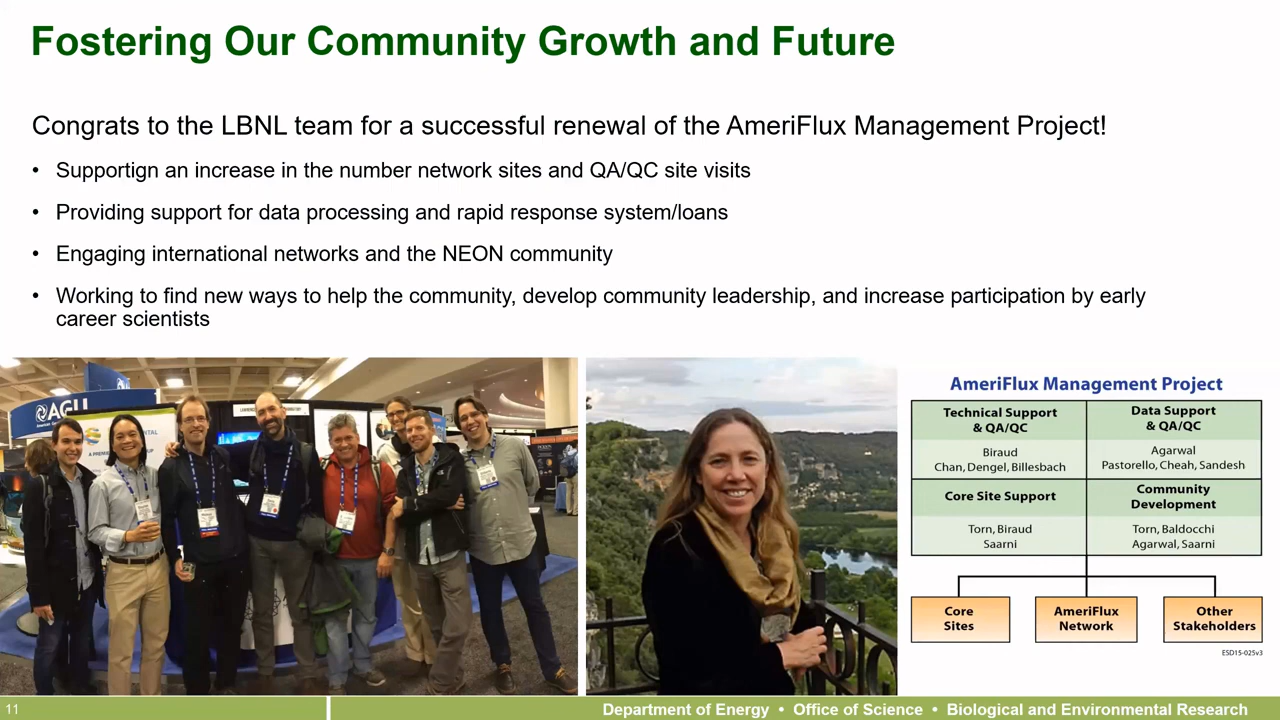 Fostering Our Community Growth and Future
Congrats to the LBNL team for a successful renewal of the AmeriFlux Management Project!
• Supportign an increase in the number network sites and QA/QC site visits
• Providing support for data processing and rapid response system/loans
• Engaging international networks and the NEON community
• Working to find new ways to help the community, develop community leadership, and increase participation by early
career scientists
AGU
AmeriFlux Management Project
Technical Support
& QA/QC
Biraud
Chan, Dengel, Billesbach
Data Support
& QA/QC
Agarwal
Pastorello, Cheah, Sandesh
Core Site Support
Torn, Biraud
Saarni
Community
Development
Torn, Baldocchi
Agarwal, Saarni
Core
Sites
AmeriFlux
Network
Other
Stakeholders
ESD15-025v3
11
Department of Energy • Office of Science • Biological and Environmental Research